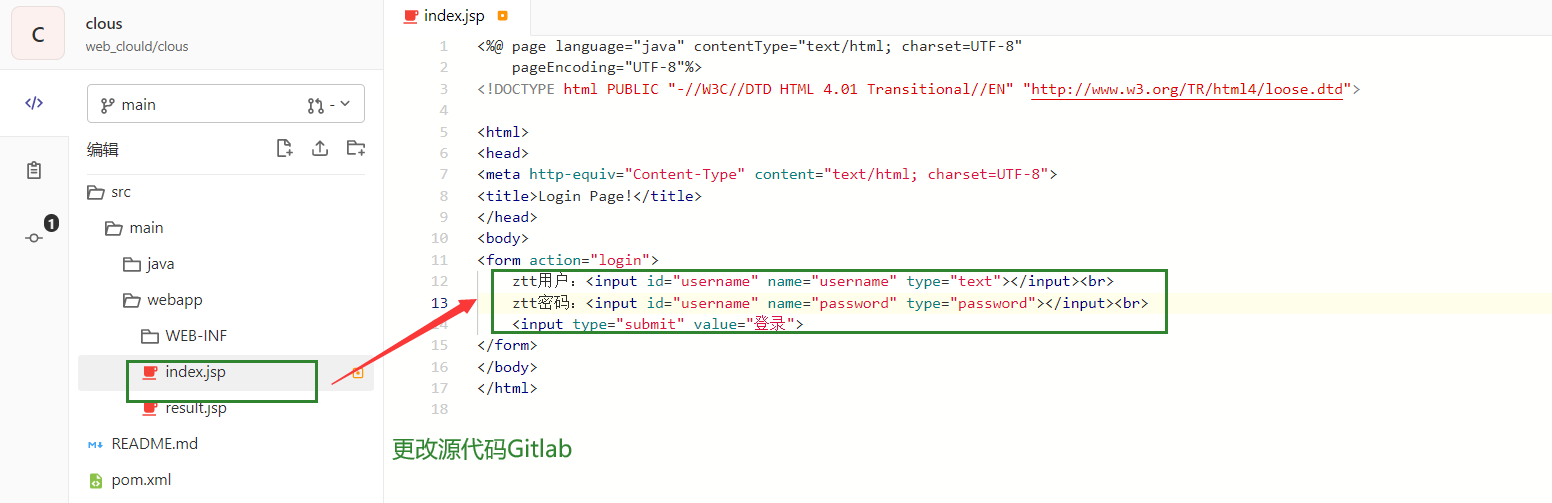 C
clous
web_clould/clous
main
-
编辑
1
src
main
java
webapp
WEB-INF
index.jsp
result.jsp
README.md
pom.xml
index.jsp
1 <%@ page language="java" contentType="text/html; charset=UTF-8"
2     pageEncoding="UTF-8"%>
3 <!DOCTYPE html PUBLIC "-//W3C//DTD HTML 4.01 Transitional//EN" "http://www.w3.org/TR/html4/loose.dtd">
4
5 <html>
6 <head>
7 <meta http-equiv="Content-Type" content="text/html; charset=UTF-8">
8 <title>Login Page!</title>
9 </head>
10 <body>
11 <form action="login">
12     ztt用户：<input id="username" name="username" type="text"></input><br>
13     ztt密码：<input id="username" name="password" type="password"></input><br>
14     <input type="submit" value="登录">
15 </form>
16 </body>
17 </html>
18
更改源代码Gitlab